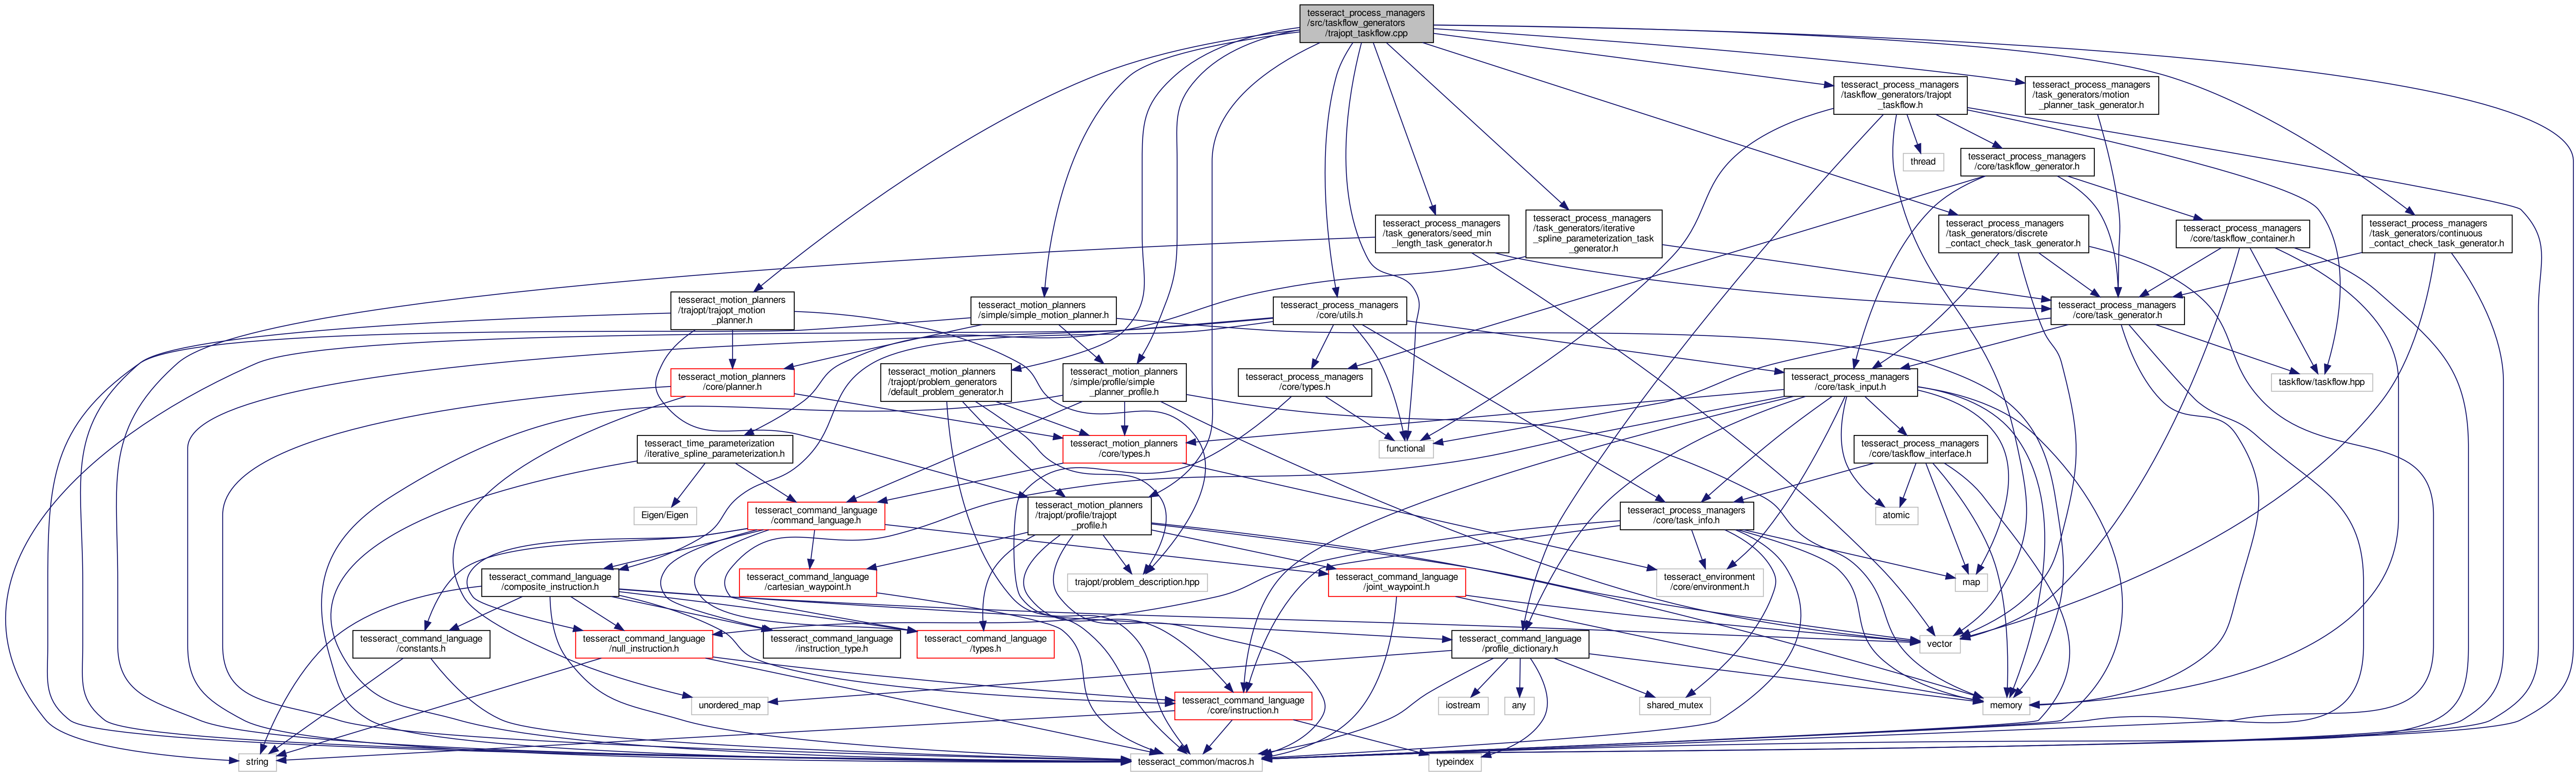 tesseract_process_managers
/src/taskflow_generators
/trajopt_taskflow.cpp
tesseract_process_managers
/taskflow_generators/trajopt
_taskflow.h
tesseract_process_managers
/task_generators/motion
_planner_task_generator.h
thread
tesseract_process_managers
/core/taskflow_generator.h
tesseract_process_managers
/task_generators/seed_min
_length_task_generator.h
tesseract_process_managers
/task_generators/iterative
_spline_parameterization_task
_generator.h
tesseract_process_managers
/task_generators/discrete
_contact_check_task_generator.h
tesseract_process_managers
/core/taskflow_container.h
tesseract_process_managers
/task_generators/continuous
_contact_check_task_generator.h
tesseract_motion_planners
/trajopt/trajopt_motion
_planner.h
tesseract_motion_planners
/simple/simple_motion_planner.h
tesseract_process_managers
/core/utils.h
tesseract_process_managers
/core/task_generator.h
tesseract_motion_planners
/core/planner.h
tesseract_motion_planners
/trajopt/problem_generators
/default_problem_generator.h
tesseract_motion_planners
/simple/profile/simple
_planner_profile.h
tesseract_process_managers
/core/types.h
tesseract_process_managers
/core/task_input.h
taskflow/taskflow.hpp
tesseract_time_parameterization
/iterative_spline_parameterization.h
tesseract_motion_planners
/core/types.h
functional
tesseract_process_managers
/core/taskflow_interface.h
Eigen/Eigen
tesseract_command_language
/command_language.h
tesseract_motion_planners
/trajopt/profile/trajopt
_profile.h
tesseract_process_managers
/core/task_info.h
atomic
tesseract_command_language
/composite_instruction.h
tesseract_command_language
/cartesian_waypoint.h
trajopt/problem_description.hpp
tesseract_command_language
/joint_waypoint.h
tesseract_environment
/core/environment.h
map
tesseract_command_language
/constants.h
tesseract_command_language
/null_instruction.h
tesseract_command_language
/instruction_type.h
tesseract_command_language
/types.h
tesseract_command_language
/profile_dictionary.h
vector
unordered_map
tesseract_command_language
/core/instruction.h
iostream
any
shared_mutex
memory
string
tesseract_common/macros.h
typeindex